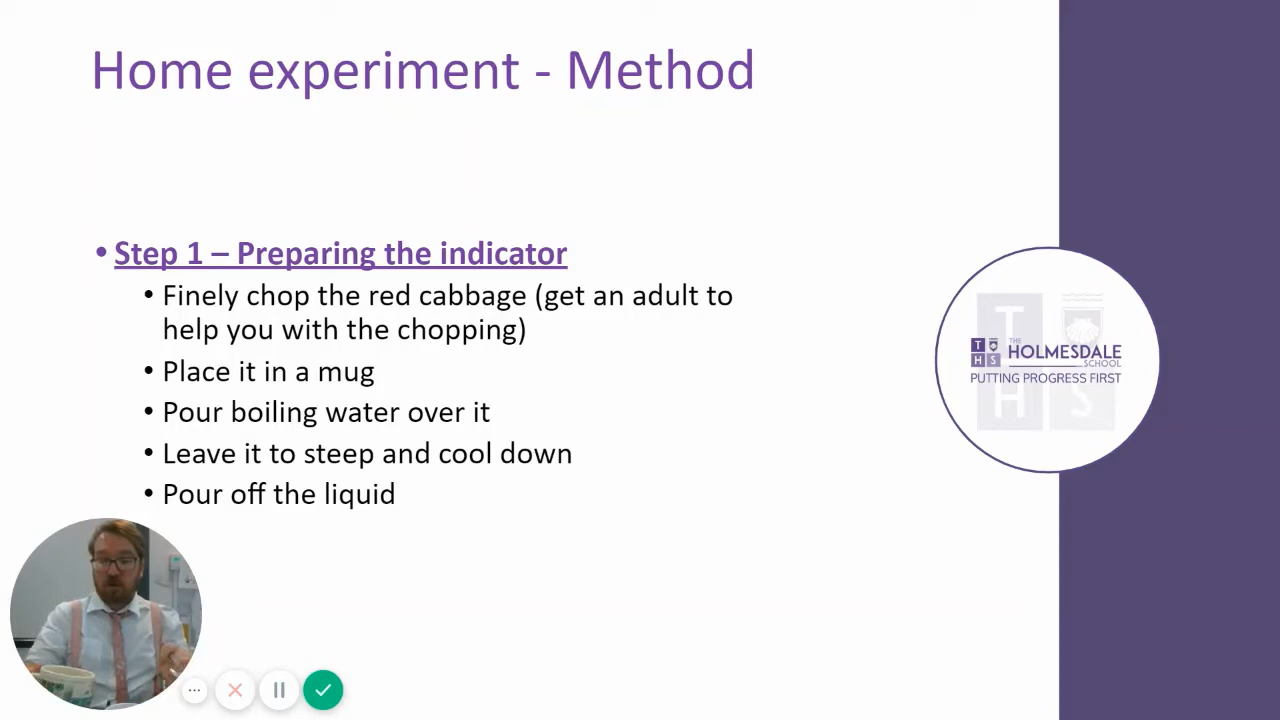 Home experiment - Method
• Step 1 – Preparing the indicator
• Finely chop the red cabbage (get an adult to
help you with the chopping)
• Place it in a mug
• Pour boiling water over it
• Leave it to steep and cool down
• Pour off the liquid
T
H S
THE
HOLMESDALE
SCHOOL
PUTTING PROGRESS FIRST
T
H S